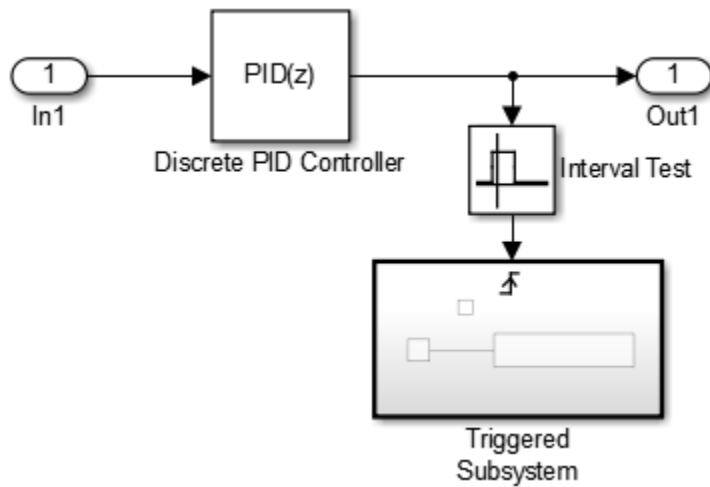 1
In1
PID(z)
Discrete PID Controller
1
Out1
Interval Test
Triggered
Subsystem